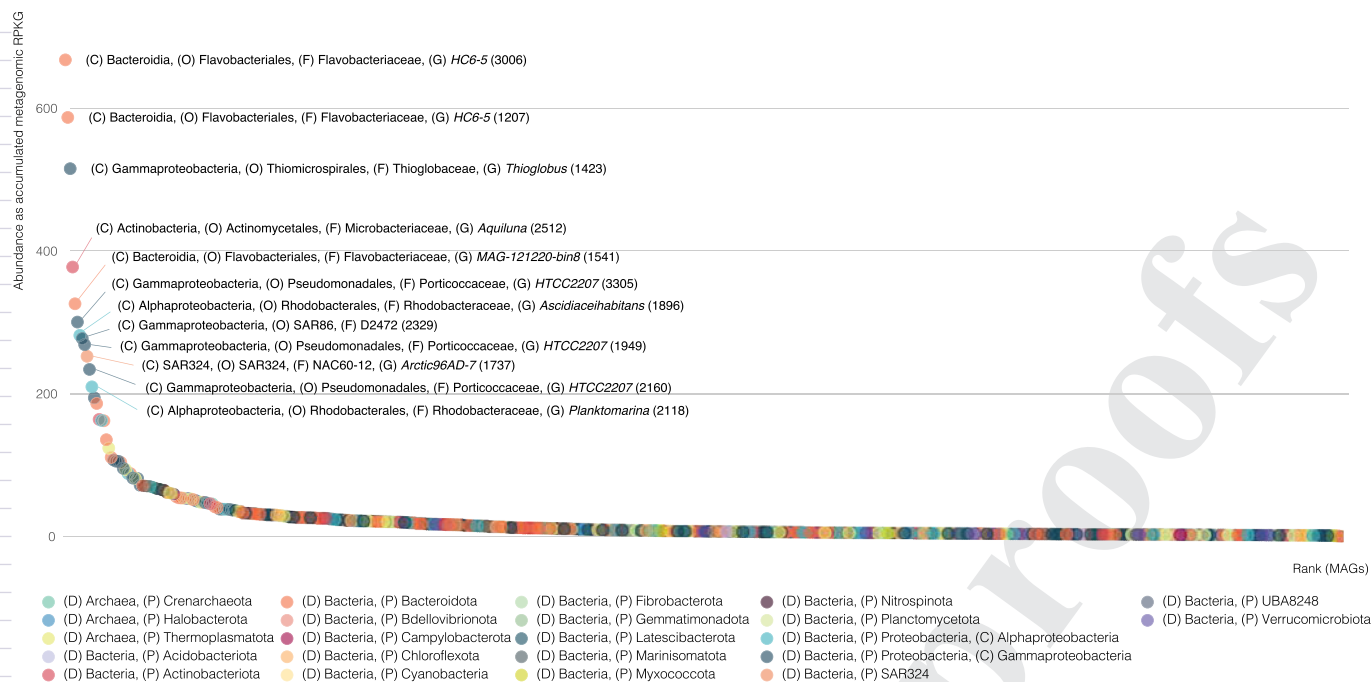 Abundance as accumulated metagenomic RPKG
(C) Bacteroidia, (O) Flavobacteriales, (F) Flavobacteriaceae, (G) HC6-5 (3006)
600
(C) Bacteroidia, (O) Flavobacteriales, (F) Flavobacteriaceae, (G) HC6-5 (1207)
(C) Gammaproteobacteria, (O) Thiomicrospirales, (F) Thioglobaceae, (G) Thioglobus (1423)
(C) Actinobacteria, (O) Actinomycetales, (F) Microbacteriaceae, (G) Aquiluna (2512)
400
(C) Bacteroidia, (O) Flavobacteriales, (F) Flavobacteriaceae, (G) MAG-121220-bin8 (1541)
(C) Gammaproteobacteria, (O) Pseudomonadales, (F) Porticoccaceae, (G) HTCC2207 (3305)
(C) Alphaproteobacteria, (O) Rhodobacterales, (F) Rhodobacteraceae, (G) Ascidiaceihabitans (1896)
(C) Gammaproteobacteria, (O) SAR86, (F) D2472 (2329)
(C) Gammaproteobacteria, (O) Pseudomonadales, (F) Porticoccaceae, (G) HTCC2207 (1949)
(C) SAR324, (O) SAR324, (F) NAC60-12, (G) Arctic96AD-7 (1737)
(C) Gammaproteobacteria, (O) Pseudomonadales, (F) Porticoccaceae, (G) HTCC2207 (2160)
200
(C) Alphaproteobacteria, (O) Rhodobacterales, (F) Rhodobacteraceae, (G) Planktomarina (2118)
0
Rank (MAGs)
(D) Archaea, (P) Crenarchaeota
(D) Archaea, (P) Halobacterota
(D) Archaea, (P) Thermoplasmatota
(D) Bacteria, (P) Acidobacteriota
(D) Bacteria, (P) Actinobacteriota
(D) Bacteria, (P) Bacteroidota
(D) Bacteria, (P) Bdellovibrionota
(D) Bacteria, (P) Campylobacterota
(D) Bacteria, (P) Chloroflexota
(D) Bacteria, (P) Cyanobacteria
(D) Bacteria, (P) Fibrobacterota
(D) Bacteria, (P) Gemmatimonadota
(D) Bacteria, (P) Latescibacterota
(D) Bacteria, (P) Marinisomatota
(D) Bacteria, (P) Myxococcota
(D) Bacteria, (P) Nitrospinota
(D) Bacteria, (P) Planctomycetota
(D) Bacteria, (P) Proteobacteria, (C) Alphaproteobacteria
(D) Bacteria, (P) Proteobacteria, (C) Gammaproteobacteria
(D) Bacteria, (P) SAR324
(D) Bacteria, (P) UBA8248
(D) Bacteria, (P) Verrucomicrobiota
proofs